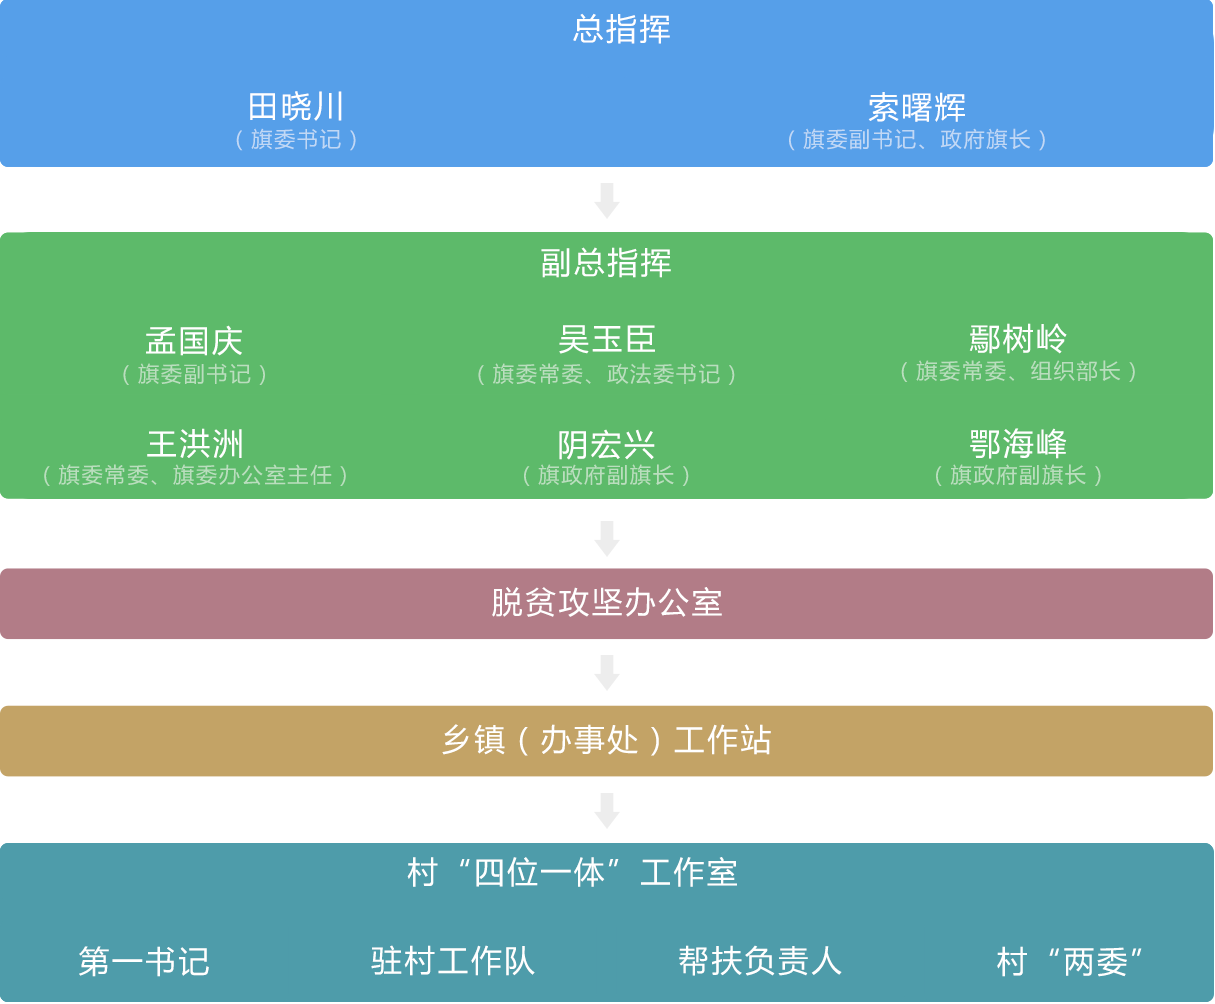 总指挥
田晓川 索曙辉
（旗委书记） （旗委副书记、政府旗长）
副总指挥
孟国庆 吴玉臣 鄢树岭
（旗委副书记） （旗委常委、政法委书记） （旗委常委、组织部长）
王洪洲 阴宏兴 鄂海峰
（旗委常委、旗委办公室主任） （旗政府副旗长） （旗政府副旗长）
脱贫攻坚办公室
乡镇（办事处）工作站
村“四位一体”工作室
第一书记 驻村工作队 帮扶负责人 村“两委”